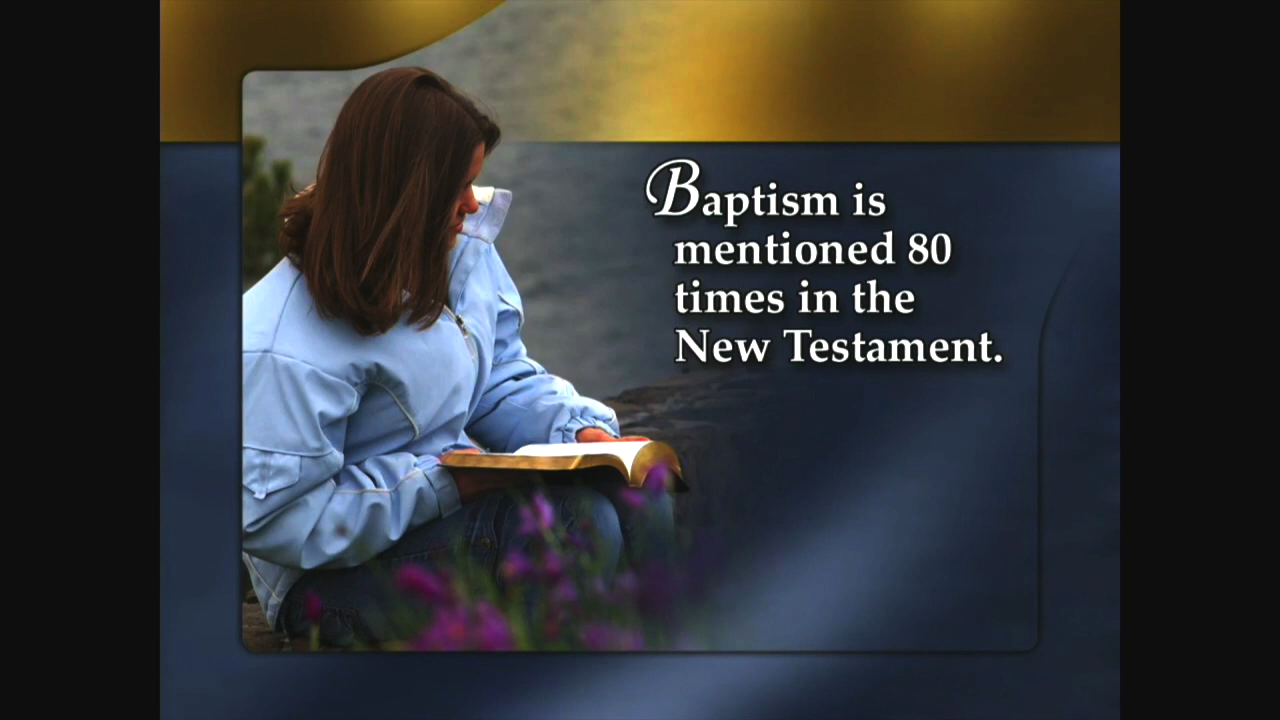 Baptism is
mentioned 80
times in the
New Testament.